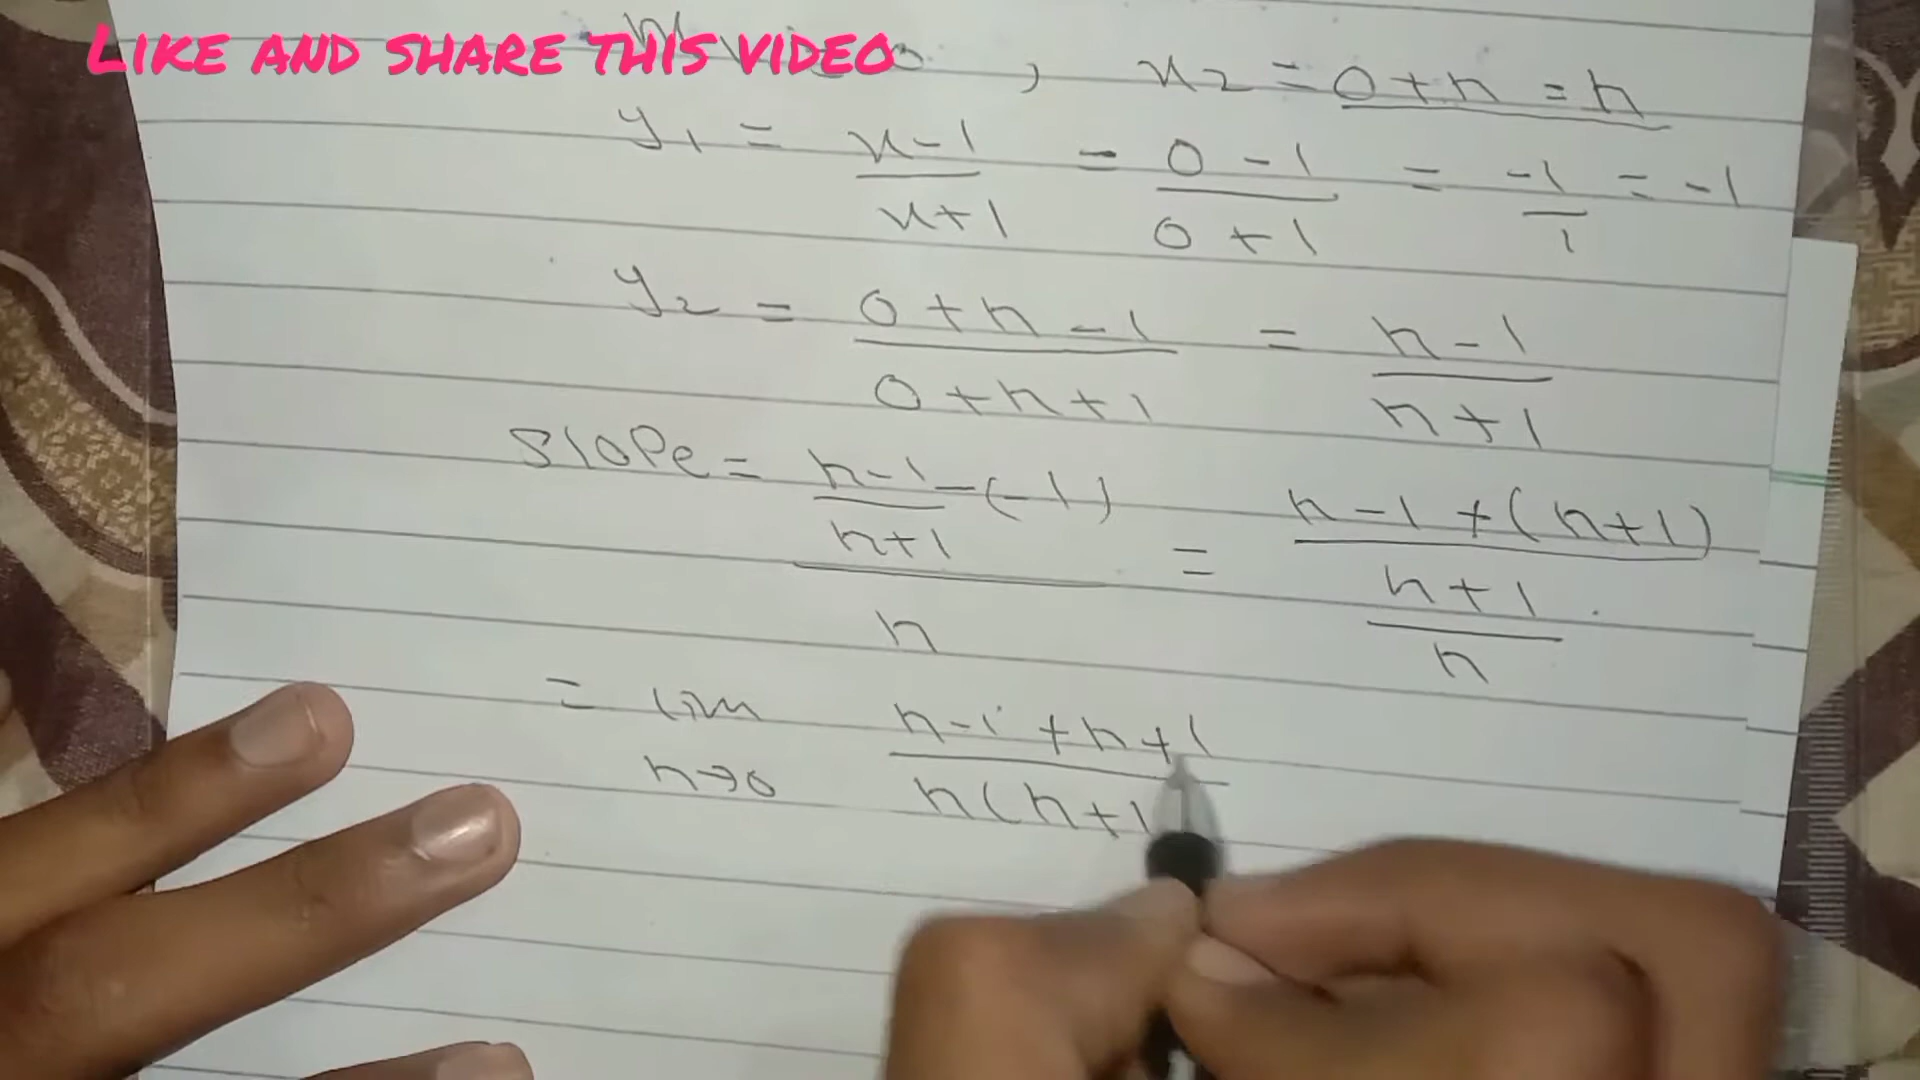 LIKE AND SHARE THIS VIDEO
, x2 = 0+h = h
y1 = x-1/x+1 = 0-1/0+1 = -1/1 = -1
y2 = 0+h-1/0+h+1 = h-1/h+1
Slope = h-1/h+1 -(-1)/h = h-1+(h+1)/h+1/h
= lim h→0 h-1+h+1/h(h+1